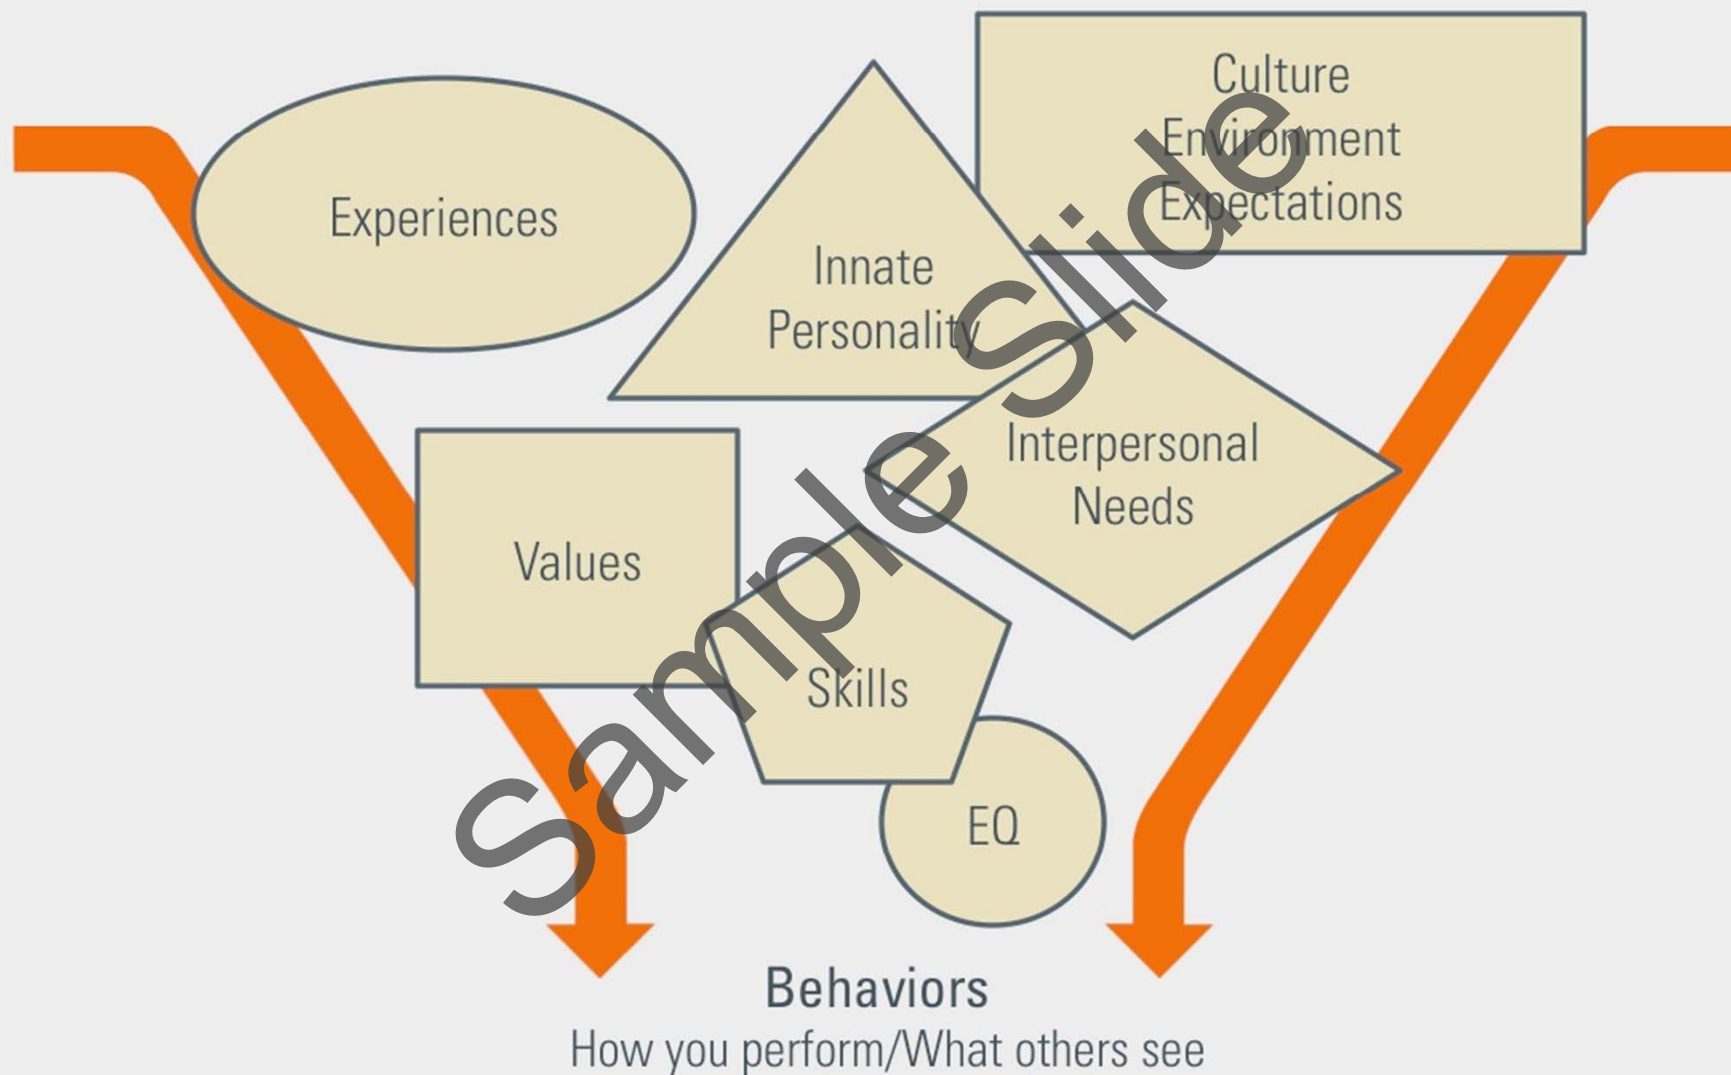 Culture
Environment
Expectations
Experiences
Innate
Personality
Interpersonal
Needs
Values
Skills
EQ
Sample Slide
Behaviors
How you perform/What others see